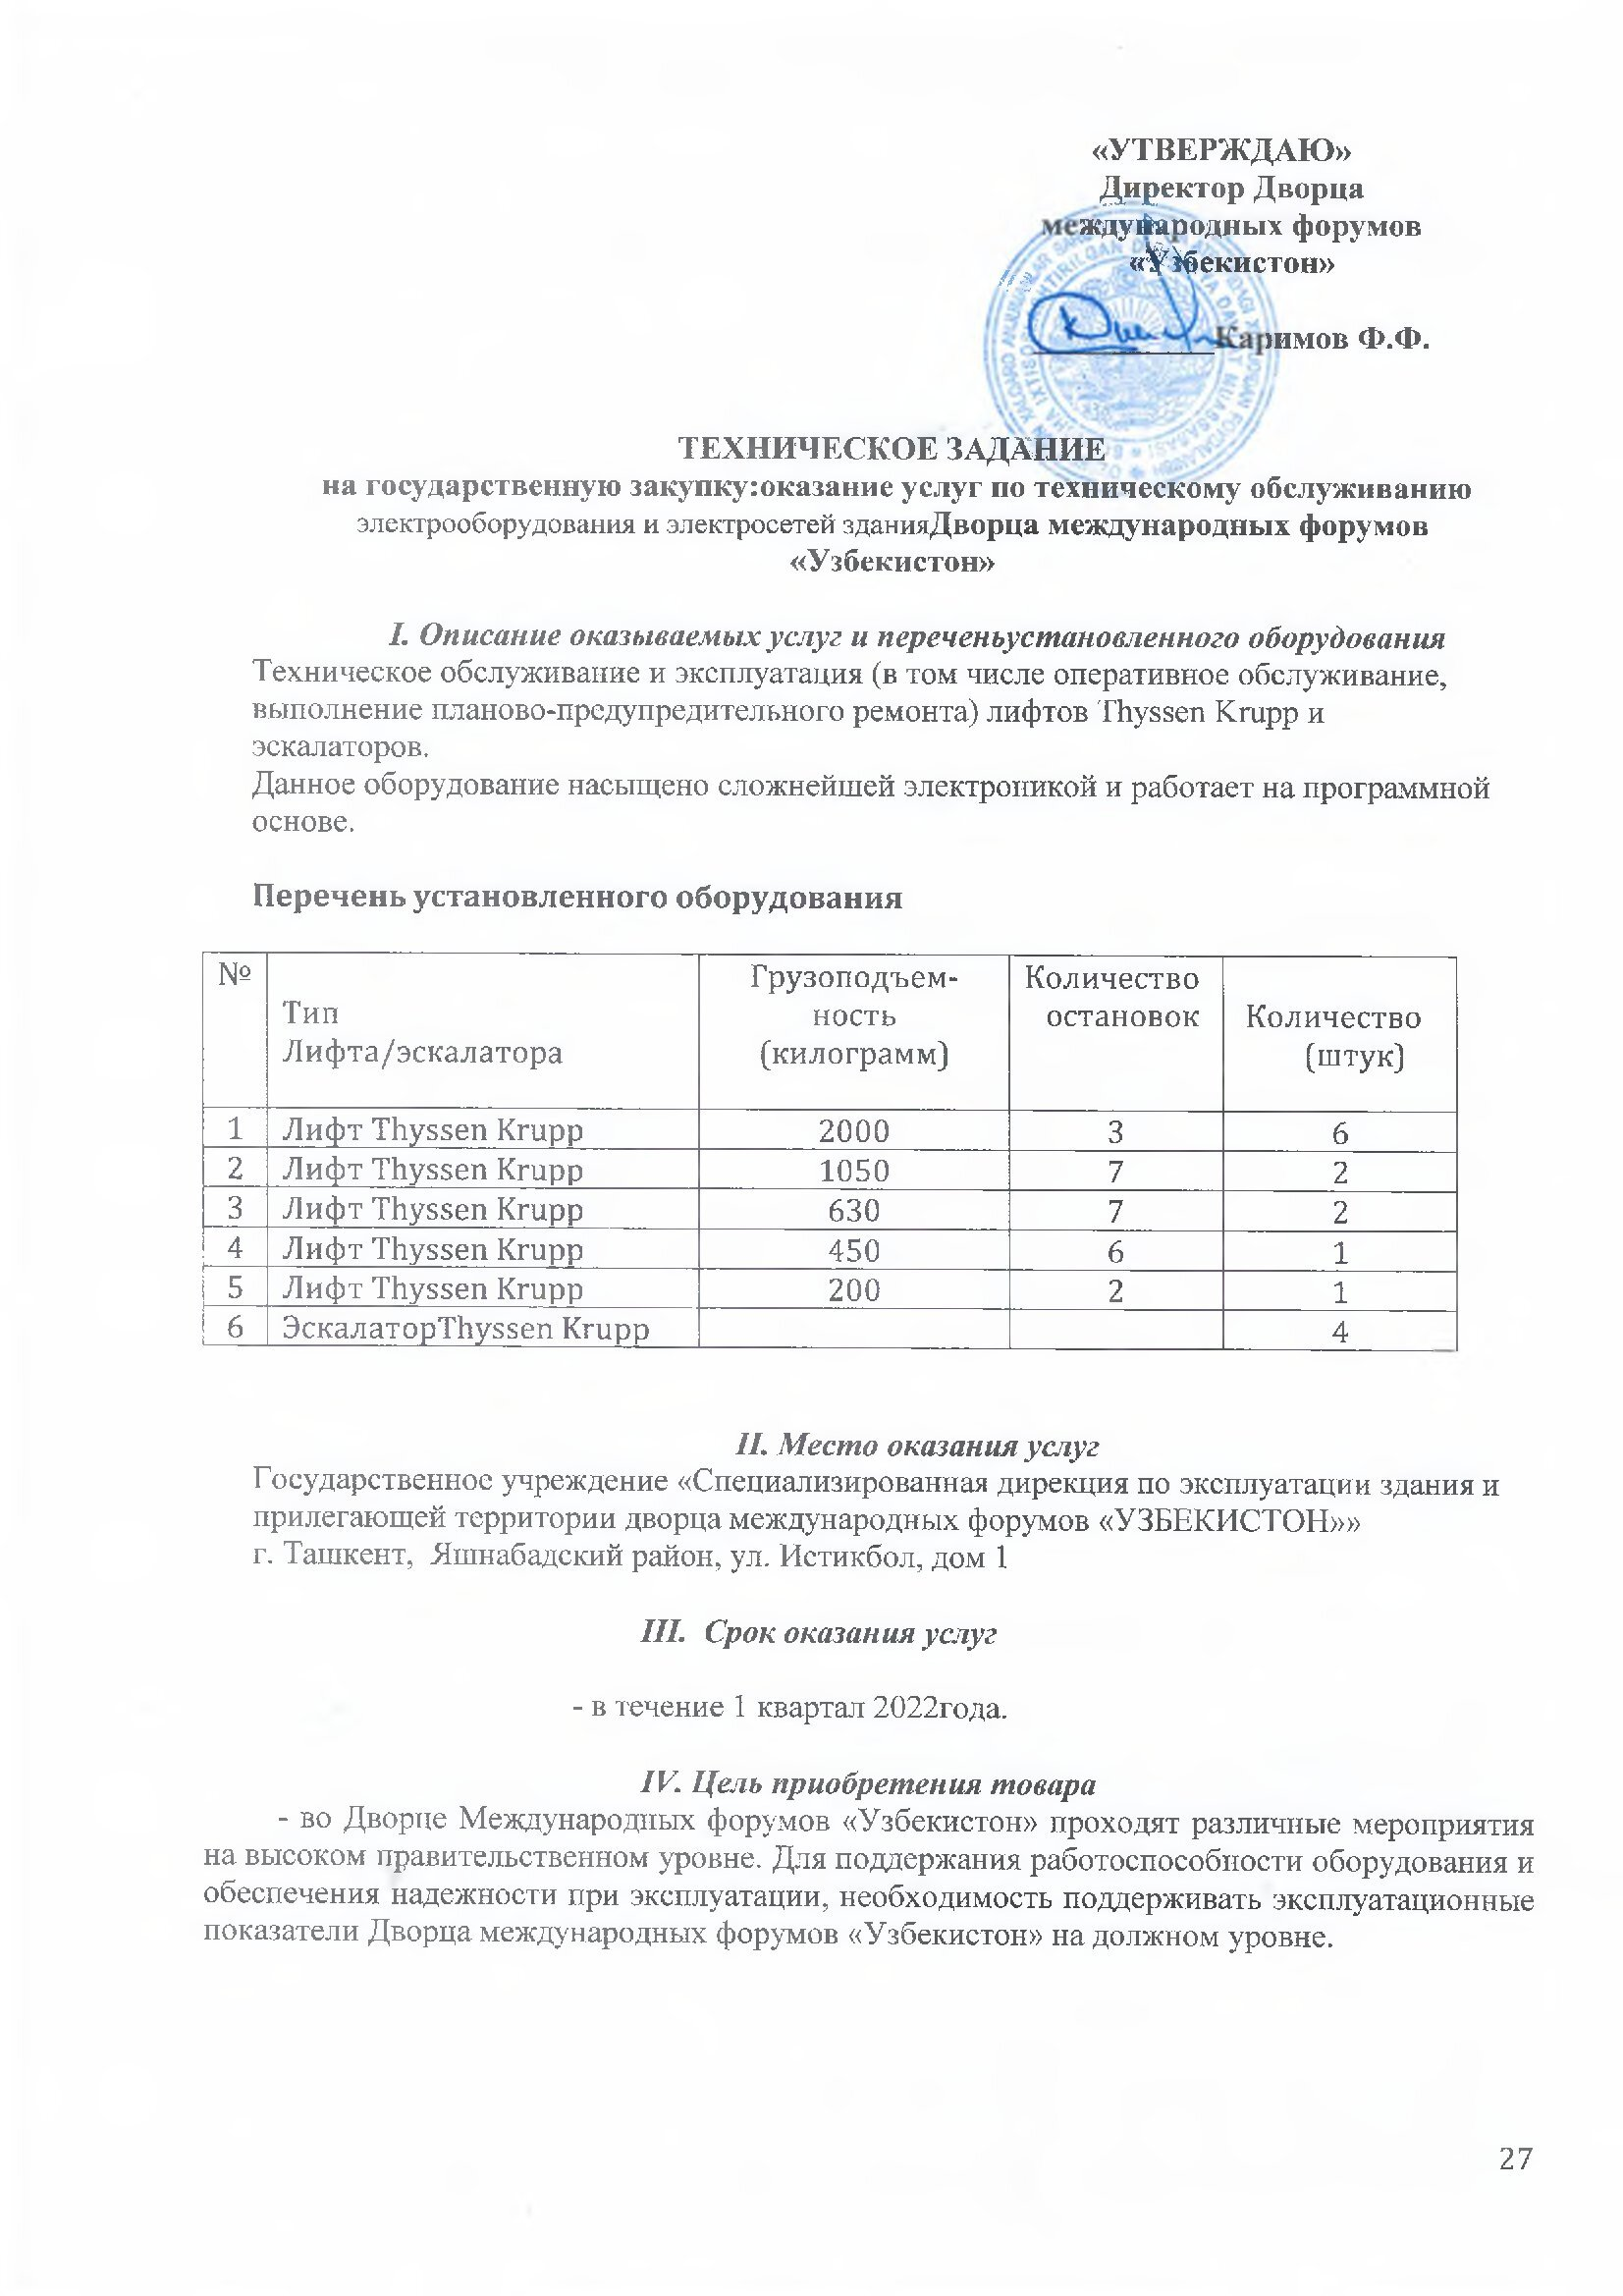 «УТВЕРЖДАЮ»
Директор Дворца
международных форумов
«Узбекистон»
Каримов Ф.Ф.
ТЕХНИЧЕСКОЕ ЗАДАНИЕ
на государственную закупку:оказание услуг по техническому обслуживанию
электрооборудования и электросетей зданияДворца международных форумов
«Узбекистон»
I. Описание оказываемых услуг и переченьустановленного оборудования
Техническое обслуживание и эксплуатация (в том числе оперативное обслуживание,
выполнение планово-предупредительного ремонта) лифтов Thyssen Krupp и
эскалаторов.
Данное оборудование насыщено сложнейшей электроникой и работает на программной
основе.
Перечень установленного оборудования
№ Тип Лифта/эскалатора Грузоподъем-ность (килограмм) Количество остановок Количество (штук)
1 Лифт Thyssen Krupp 2000 3 6
2 Лифт Thyssen Krupp 1050 7 2
3 Лифт Thyssen Krupp 630 7 2
4 Лифт Thyssen Krupp 450 6 1
5 Лифт Thyssen Krupp 200 2 1
6 ЭскалаторThyssen Krupp 4
II. Место оказания услуг
Государственное учреждение «Специализированная дирекция по эксплуатации здания и
прилегающей территории дворца международных форумов «УЗБЕКИСТОН»»
г. Ташкент, Яшнабадский район, ул. Истикбол, дом 1
III. Срок оказания услуг
- в течение 1 квартал 2022года.
IV. Цель приобретения товара
- во Дворце Международных форумов «Узбекистон» проходят различные мероприятия
на высоком правительственном уровне. Для поддержания работоспособности оборудования и
обеспечения надежности при эксплуатации, необходимость поддерживать эксплуатационные
показатели Дворца международных форумов «Узбекистон» на должном уровне.
27